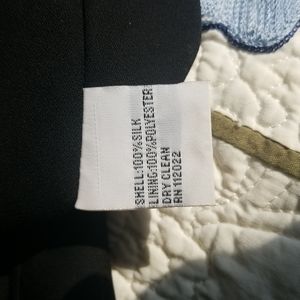 SHELL:100%SILK
LINING:100%POLYESTER
DRY CLEAN
RN 112022